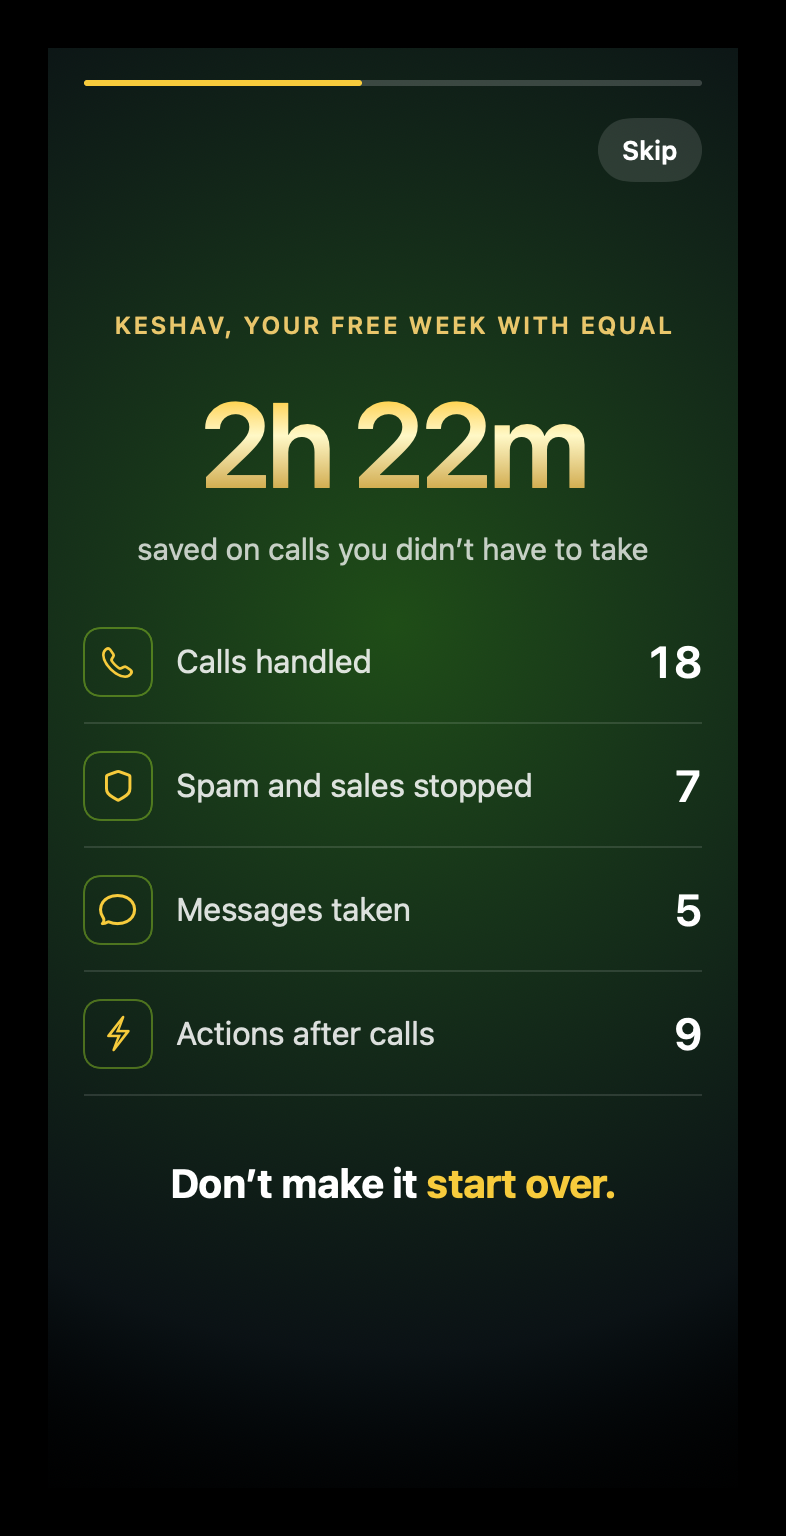 Skip
KESHAV, YOUR FREE WEEK WITH EQUAL
2h 22m
saved on calls you didn’t have to take
Calls handled 18
Spam and sales stopped 7
Messages taken 5
Actions after calls 9
Don’t make it start over.